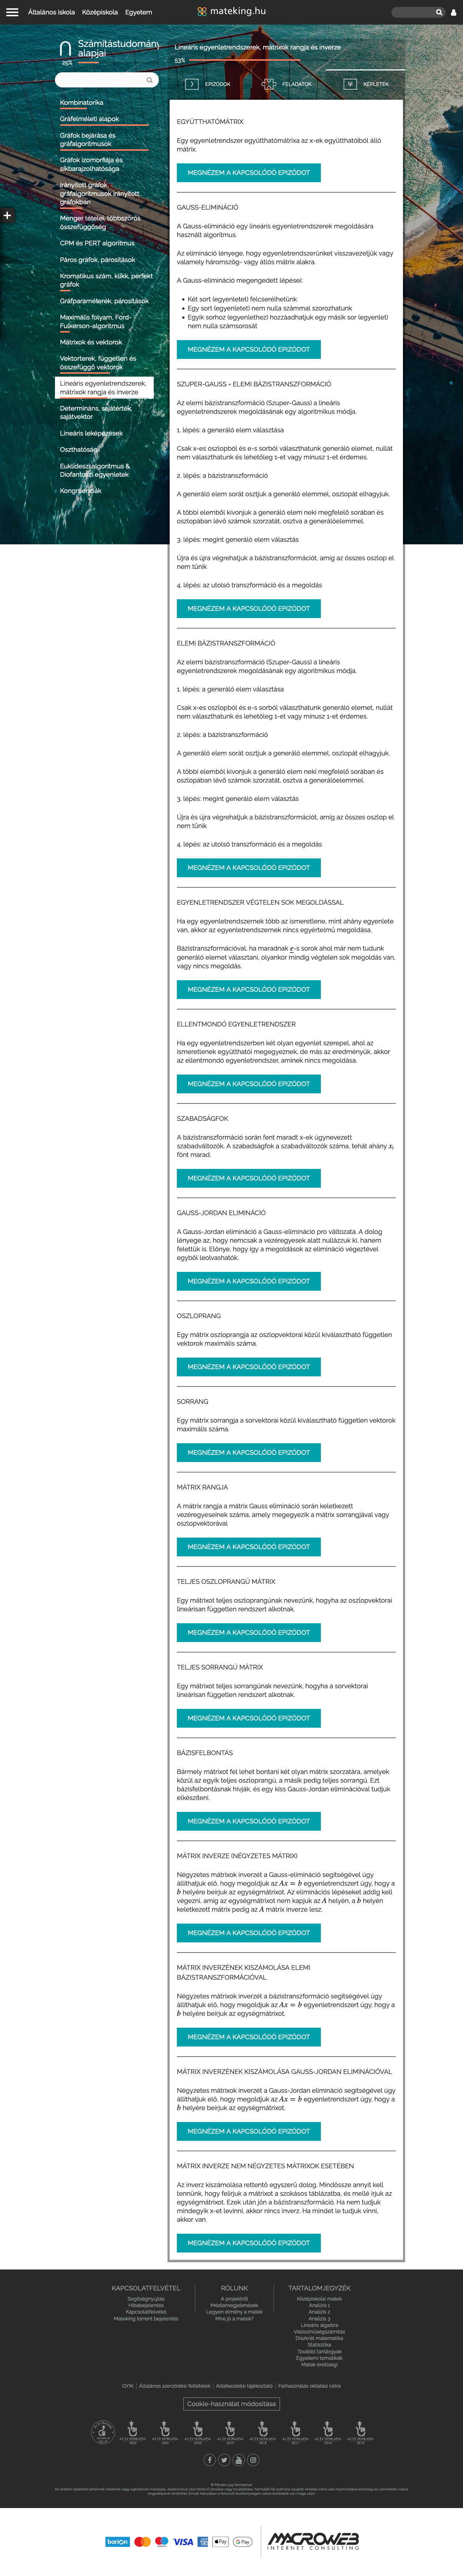 Általános iskola Középiskola Egyetem
mateking.hu
Számítástudomány alapjai
25%
Lineáris egyenletrendszerek, mátrixok rangja és inverze
53%
EPIZÓDOK FELADATOK KÉPLETEK
Kombinatorika
Gráfelméleti alapok
Gráfok bejárása és
gráfalgoritmusok
Gráfok izomorfiája és
síkbarajzolhatósága
Irányított gráfok,
gráfalgoritmusok irányított
gráfokban
Menger tételei, többszörös
összefüggőség
CPM és PERT algoritmus
Páros gráfok, párosítások
Kromatikus szám, klikk, perfekt
gráfok
Gráfparaméterek, párosítások
Maximális folyam, Ford-
Fulkerson-algoritmus
Mátrixok és vektorok
Vektorterek, független és
összefüggő vektorok
Lineáris egyenletrendszerek,
mátrixok rangja és inverze
Determináns, sajátérték,
sajátvektor
Lineáris leképezések
Oszthatóság
Euklideszi algoritmus &
Diofantoszi egyenletek
Kongruenciák
EGYÜTTHATÓMÁTRIX
Egy egyenletrendszer együtthatómátrixa az x-ek együtthatóiból álló
mátrix.
MEGNÉZEM A KAPCSOLÓDÓ EPIZÓDOT
GAUSS-ELIMINÁCIÓ
A Gauss-elimináció egy lineáris egyenletrendszerek megoldására
használt algoritmus.
Az elimináció lényege, hogy egyenletrendszerünket visszavezetjük vagy
valamely háromszög- vagy átlós mátrix alakra.
A Gauss-elimináció megengedett lépései:
• Két sort (egyenletet) felcserélhetünk
• Egy sort (egyenletet) nem nulla számmal szorozhatunk
• Egyik sorhoz (egyenlethez) hozzáadhatjuk egy másik sor (egyenlet)
nem nulla számsorosát
MEGNÉZEM A KAPCSOLÓDÓ EPIZÓDOT
SZUPER-GAUSS - ELEMI BÁZISTRANSZFORMÁCIÓ
Az elemi bázistranszformáció (Szuper-Gauss) a lineáris
egyenletrendszerek megoldásának egy algoritmikus módja.
1. lépés: a generáló elem választása
Csak x-es oszlopból és e-s sorból választhatunk generáló elemet, nullát
nem választhatunk és lehetőleg 1-et vagy mínusz 1-et érdemes.
2. lépés: a bázistranszformáció
A generáló elem sorát osztjuk a generáló elemmel, oszlopát elhagyjuk.
A többi elemből kivonjuk a generáló elem neki megfelelő sorában és
oszlopában lévő számok szorzatát, osztva a generálóelemmel.
3. lépés: megint generáló elem választás
Újra és újra végrehatjuk a bázistranszformációt, amíg az összes oszlop el
nem tűnik
4. lépés: az utolsó transzformáció és a megoldás
MEGNÉZEM A KAPCSOLÓDÓ EPIZÓDOT
ELEMI BÁZISTRANSZFORMÁCIÓ
Az elemi bázistranszformáció (Szuper-Gauss) a lineáris
egyenletrendszerek megoldásának egy algoritmikus módja.
1. lépés: a generáló elem választása
Csak x-es oszlopból és e-s sorból választhatunk generáló elemet, nullát
nem választhatunk és lehetőleg 1-et vagy mínusz 1-et érdemes.
2. lépés: a bázistranszformáció
A generáló elem sorát osztjuk a generáló elemmel, oszlopát elhagyjuk.
A többi elemből kivonjuk a generáló elem neki megfelelő sorában és
oszlopában lévő számok szorzatát, osztva a generálóelemmel.
3. lépés: megint generáló elem választás
Újra és újra végrehatjuk a bázistranszformációt, amíg az összes oszlop el
nem tűnik
4. lépés: az utolsó transzformáció és a megoldás
MEGNÉZEM A KAPCSOLÓDÓ EPIZÓDOT
EGYENLETRENDSZER VÉGTELEN SOK MEGOLDÁSSAL
Ha egy egyenletrendszernek több az ismeretlene, mint ahány egyenlete
van, akkor az egyenletrendszernek nincs egyértelmű megoldása.
Bázistranszformációval, ha maradnak e-s sorok ahol már nem tudunk
generáló elemet választani, olyankor mindig végtelen sok megoldás van,
vagy nincs megoldás.
MEGNÉZEM A KAPCSOLÓDÓ EPIZÓDOT
ELLENTMONDÓ EGYENLETRENDSZER
Ha egy egyenletrendszerben két olyan egyenlet szerepel, ahol az
ismeretlenek együtthatói megegyeznek, de más az eredményük, akkor
az ellentmondó egyenletrendszer, aminek nincs megoldása.
MEGNÉZEM A KAPCSOLÓDÓ EPIZÓDOT
SZABADSÁGFOK
A bázistranszformáció során fent maradt x-ek úgynevezett
szabadváltozók. A szabadságfok a szabadváltozók száma, tehát ahány xᵢ
fönt marad.
MEGNÉZEM A KAPCSOLÓDÓ EPIZÓDOT
GAUSS-JORDAN ELIMINÁCIÓ
A Gauss-Jordan elimináció a Gauss-elimináció pro változata. A dolog
lényege az, hogy nemcsak a vezéregyesek alatt nullázzuk ki, hanem
felettük is. Előnye, hogy így a megoldások az elimináció végeztével
egyből leolvashatók.
MEGNÉZEM A KAPCSOLÓDÓ EPIZÓDOT
OSZLOPRANG
Egy mátrix oszloprangja az oszlopvektorai közül kiválasztható független
vektorok maximális száma.
MEGNÉZEM A KAPCSOLÓDÓ EPIZÓDOT
SORRANG
Egy mátrix sorrangja a sorvektorai közül kiválasztható független vektorok
maximális száma.
MEGNÉZEM A KAPCSOLÓDÓ EPIZÓDOT
MÁTRIX RANGJA
A mátrix rangja a mátrix Gauss elimináció során keletkezett
vezéregyeseinek száma, amely megegyezik a mátrix sorrangjával vagy
oszlopvektorával
MEGNÉZEM A KAPCSOLÓDÓ EPIZÓDOT
TELJES OSZLOPRANGÚ MÁTRIX
Egy mátrixot teljes oszloprangúnak nevezünk, hogyha az oszlopvektorai
lineárisan független rendszert alkotnak.
MEGNÉZEM A KAPCSOLÓDÓ EPIZÓDOT
TELJES SORRANGÚ MÁTRIX
Egy mátrixot teljes sorrangúnak nevezünk, hogyha a sorvektorai
lineárisan független rendszert alkotnak.
MEGNÉZEM A KAPCSOLÓDÓ EPIZÓDOT
BÁZISFELBONTÁS
Bármely mátrixot fel lehet bontani két olyan mátrix szorzatára, amelyek
közül az egyik teljes oszloprangú, a másik pedig teljes sorrangú. Ezt
bázisfelbontásnak hívják, és egy kiss Gauss-Jordan eliminációval tudjuk
elkészíteni.
MEGNÉZEM A KAPCSOLÓDÓ EPIZÓDOT
MÁTRIX INVERZE (NÉGYZETES MÁTRIX)
Négyzetes mátrixok inverzét a Gauss-elimináció segítségével úgy
állíthatjuk elő, hogy megoldjuk az Ax = b egyenletrendszert úgy, hogy a
b helyére beírjuk az egységmátrixot. Az eliminációs lépéseket addig kell
végezni, amíg az egységmátrixot nem kapjuk az A helyén, a b helyén
keletkezett mátrix pedig az A mátrix inverze lesz.
MEGNÉZEM A KAPCSOLÓDÓ EPIZÓDOT
MÁTRIX INVERZÉNEK KISZÁMOLÁSA ELEMI
BÁZISTRANSZFORMÁCIÓVAL
Négyzetes mátrixok inverzét a bázistranszformáció segítségével úgy
állíthatjuk elő, hogy megoldjuk az Ax = b egyenletrendszert úgy, hogy a
b helyére beírjuk az egységmátrixot.
MEGNÉZEM A KAPCSOLÓDÓ EPIZÓDOT
MÁTRIX INVERZÉNEK KISZÁMOLÁSA GAUSS-JORDAN ELIMINÁCIÓVAL
Négyzetes mátrixok inverzét a Gauss-Jordan elimináció segítségével úgy
állíthatjuk elő, hogy megoldjuk az Ax = b egyenletrendszert úgy, hogy a
b helyére beírjuk az egységmátrixot.
MEGNÉZEM A KAPCSOLÓDÓ EPIZÓDOT
MÁTRIX INVERZE NEM NÉGYZETES MÁTRIXOK ESETÉBEN
Az inverz kiszámolása rettentő egyszerű dolog. Mindössze annyit kell
tennünk, hogy felírjuk a mátrixot a szokásos táblázatba, és mellé írjuk az
egységmátrixot. Ezek után jön a bázistranszformáció. Ha nem tudjuk
mindegyik x-et levinni, akkor nincs inverz. Ha mindet le tudjuk vinni,
akkor van.
MEGNÉZEM A KAPCSOLÓDÓ EPIZÓDOT
KAPCSOLATFELVÉTEL
Segítségnyújtás
Hibabejelentés
Kapcsolatfelvétel
Mateking torrent bejelentés
RÓLUNK
A projektről
Médiamegjelenések
Legyen élmény a matek
Mire jó a matek?
TARTALOMJEGYZÉK
Középiskolai matek
Analízis 1
Analízis 2
Analízis 3
Lineáris algebra
Valószínűségszámítás
Diszkrét matematika
Statisztika
További tantárgyak
Egyetemi tematikák
Matek érettségi
GYIK | Általános szerződési feltételek | Adatkezelési tájékoztató | Felhasználás oktatási célra
Cookie-használat módosítása
© Minden jog fenntartva!
barion VISA Pay G Pay
MACROWEB
INTERNET CONSULTING